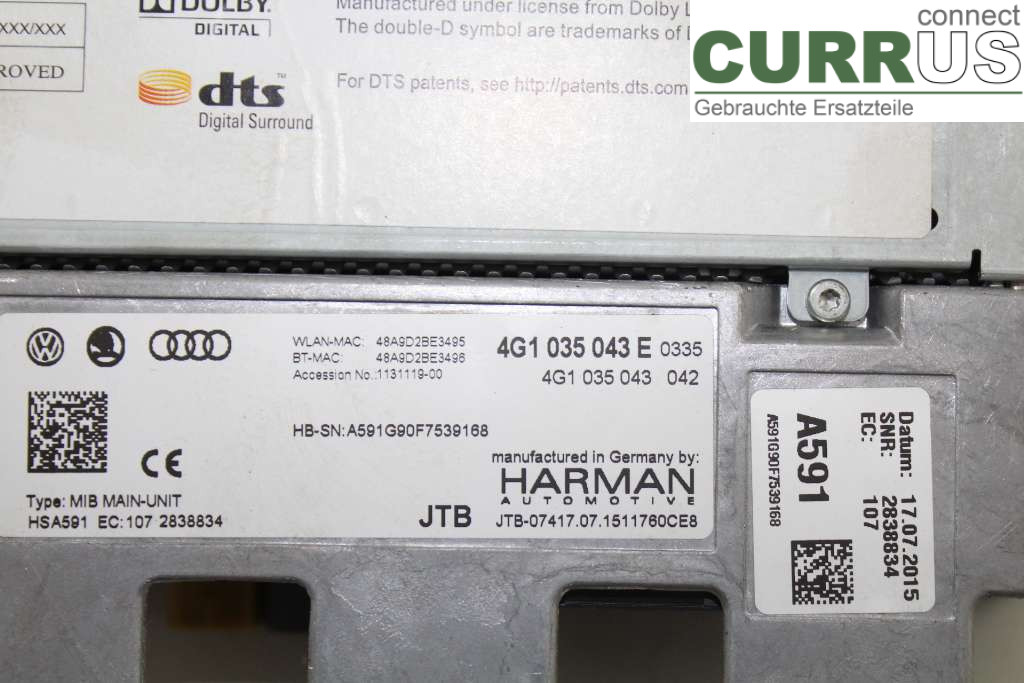 DOLBY.
DIGITAL
Manufactured under license from Dolby
The double-D symbol are trademarks of
XXX/XXX
ROVED
dts™
Digital Surround
For DTS patents, see http://patents.dts.com
connect
CURRUS
Gebrauchte Ersatzteile
WLAN-MAC: 48A9D2BE3495
BT-MAC: 48A9D2BE3496
Accession No.:1131119-00
4G1 035 043 E 0335
4G1 035 043 042
HB-SN:A591G90F7539168
CE
Type: MIB MAIN-UNIT
HSA591 EC:107 2838834
manufactured in Germany by:
HARMAN
AUTOMOTIVE
JTB JTB-07417.07.1511760CE8
Datum: 17.07.2015
SNR: 2838834
EC: 107
A591
A591G90F7539168